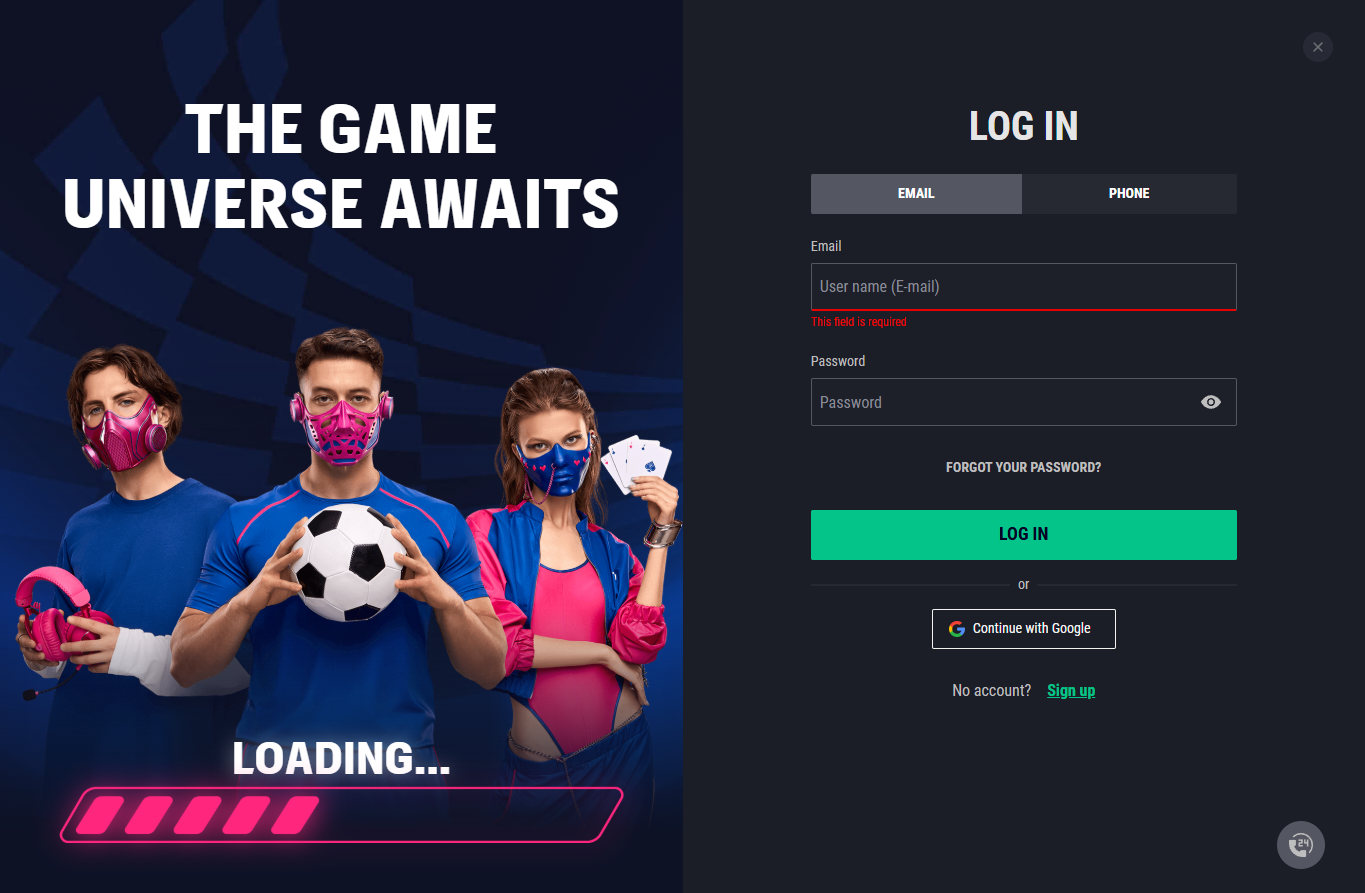 THE GAME
UNIVERSE AWAITS
LOADING...
LOG IN
EMAIL
PHONE
Email
User name (E-mail)
This field is required
Password
Password
FORGOT YOUR PASSWORD?
LOG IN
or
Continue with Google
No account? Sign up
24